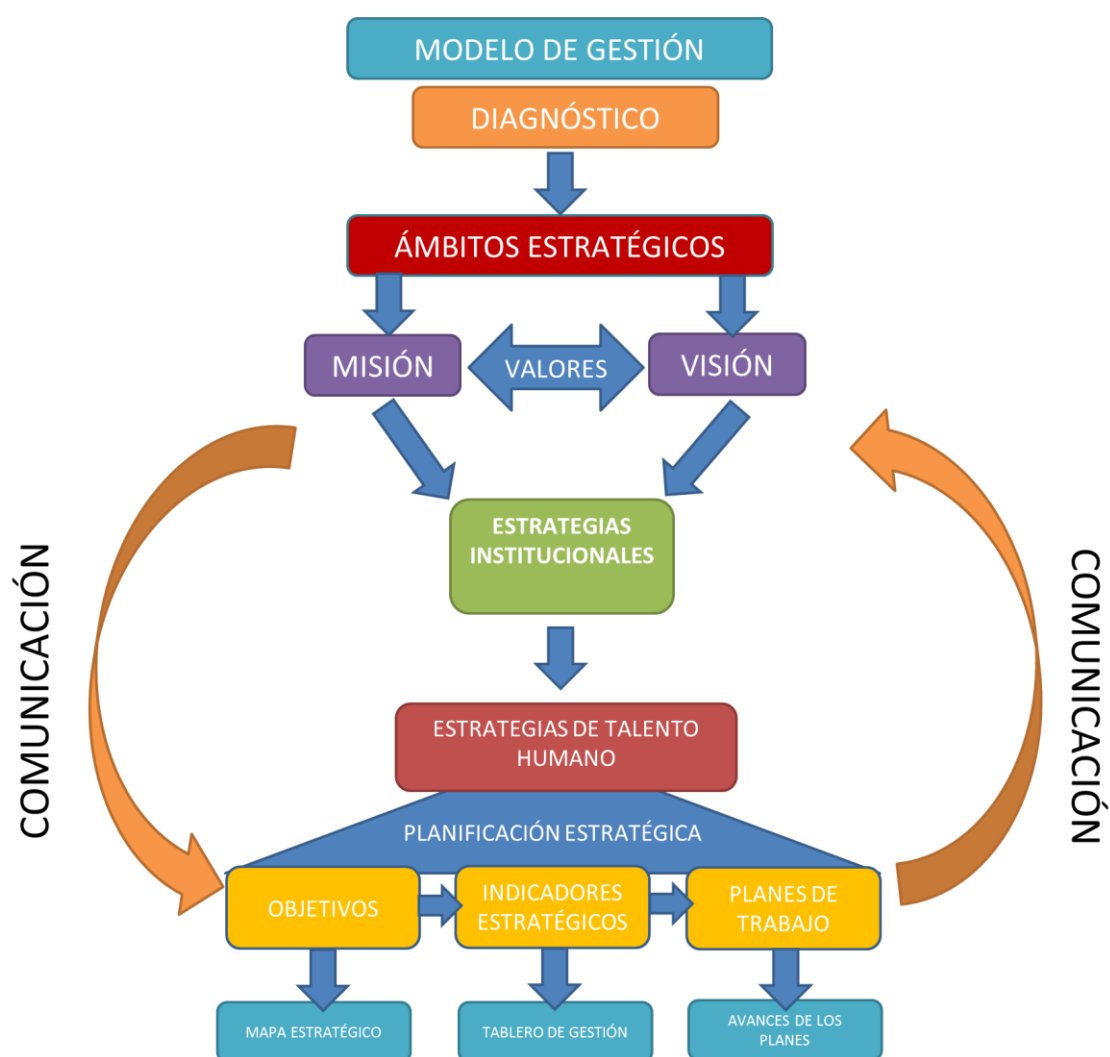 MODELO DE GESTIÓN
DIAGNÓSTICO
ÁMBITOS ESTRATÉGICOS
MISIÓN
VALORES
VISIÓN
ESTRATEGIAS
INSTITUCIONALES
COMUNICACIÓN
COMUNICACIÓN
ESTRATEGIAS DE TALENTO
HUMANO
PLANIFICACIÓN ESTRATÉGICA
OBJETIVOS
INDICADORES
ESTRATÉGICOS
PLANES DE
TRABAJO
MAPA ESTRATÉGICO
TABLERO DE GESTIÓN
AVANCES DE LOS
PLANES